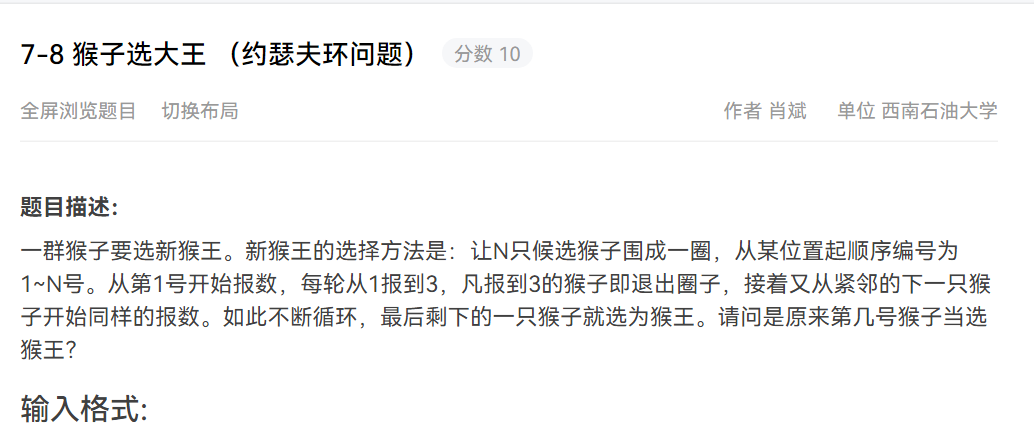 7-8 猴子选大王 （约瑟夫环问题） 分数 10
全屏浏览题目 切换布局 作者 肖斌 单位 西南石油大学
题目描述：
一群猴子要选新猴王。新猴王的选择方法是：让N只候选猴子围成一圈，从某位置起顺序编号为
1~N号。从第1号开始报数，每轮从1报到3，凡报到3的猴子即退出圈子，接着又从紧邻的下一只猴
子开始同样的报数。如此不断循环，最后剩下的一只猴子就选为猴王。请问是原来第几号猴子当选
猴王？
输入格式: